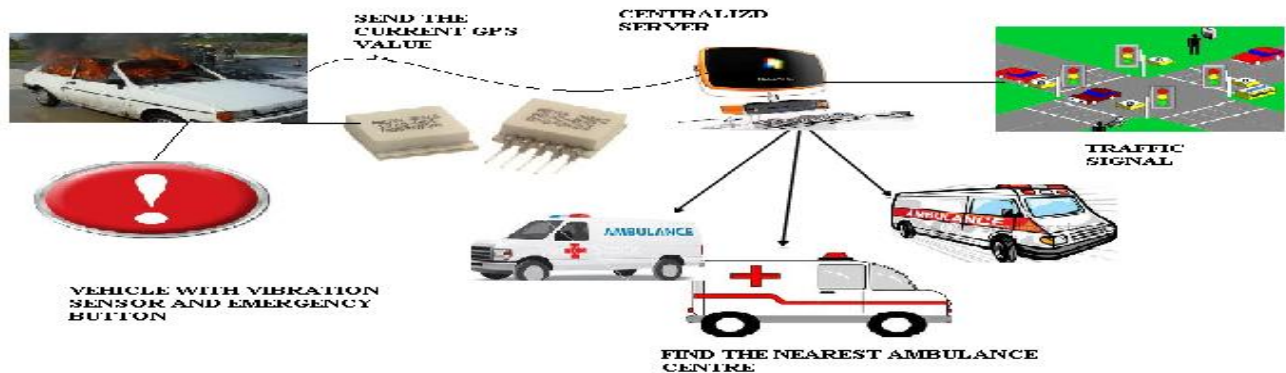 SEND THE
CURRENT GPS
VALUE
CENTRALIZD
SERVER
TRAFFIC
SIGNAL
AMBULANCE
AMBULANCE
VEHICLE WITH VIBRATION
SENSOR AND EMERGENCY
BUTTON
FIND THE NEAREST AMBULANCE
CENTRE